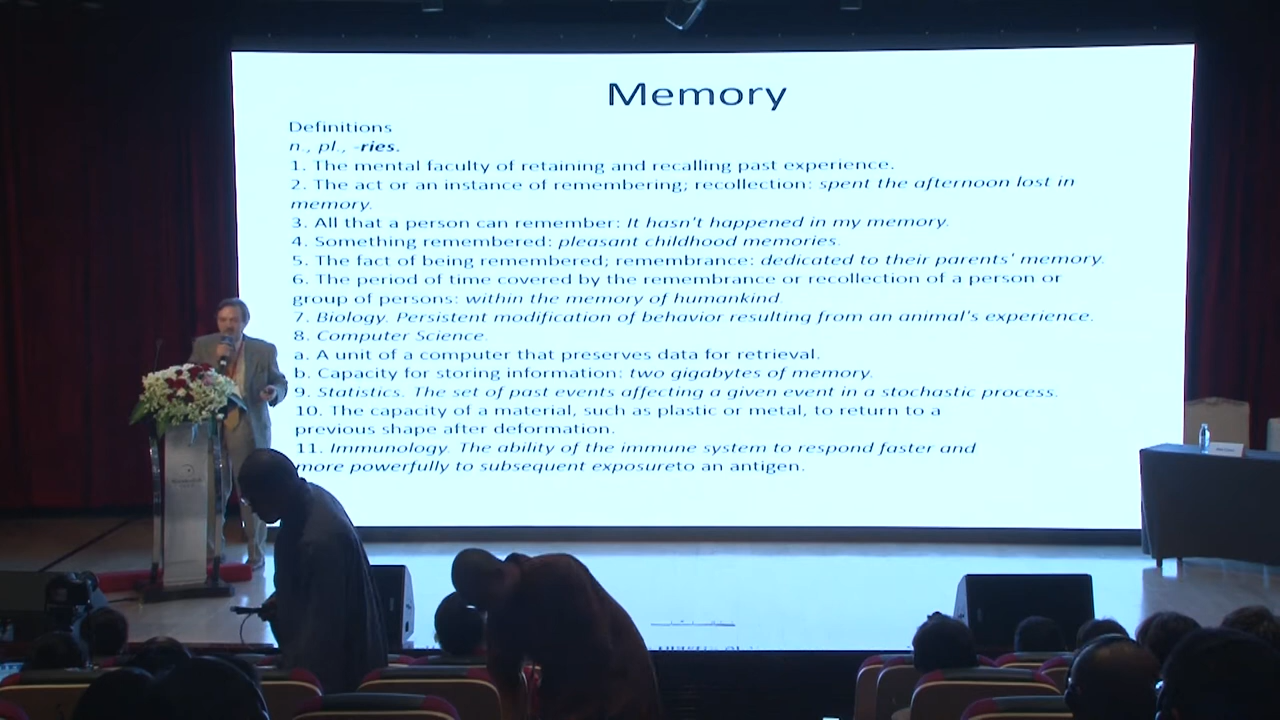 Memory
Definitions
n., pl., -ries.
1. The mental faculty of retaining and recalling past experience.
2. The act or an instance of remembering; recollection: spent the afternoon lost in
memory.
3. All that a person can remember: It hasn't happened in my memory.
4. Something remembered: pleasant childhood memories.
5. The fact of being remembered; remembrance: dedicated to their parents' memory.
6. The period of time covered by the remembrance or recollection of a person or
group of persons: within the memory of humankind.
7. Biology. Persistent modification of behavior resulting from an animal's experience.
8. Computer Science.
a. A unit of a computer that preserves data for retrieval.
b. Capacity for storing information: two gigabytes of memory.
9. Statistics. The set of past events affecting a given event in a stochastic process.
10. The capacity of a material, such as plastic or metal, to return to a
previous shape after deformation.
11. Immunology. The ability of the immune system to respond faster and
more powerfully to subsequent exposureto an antigen.